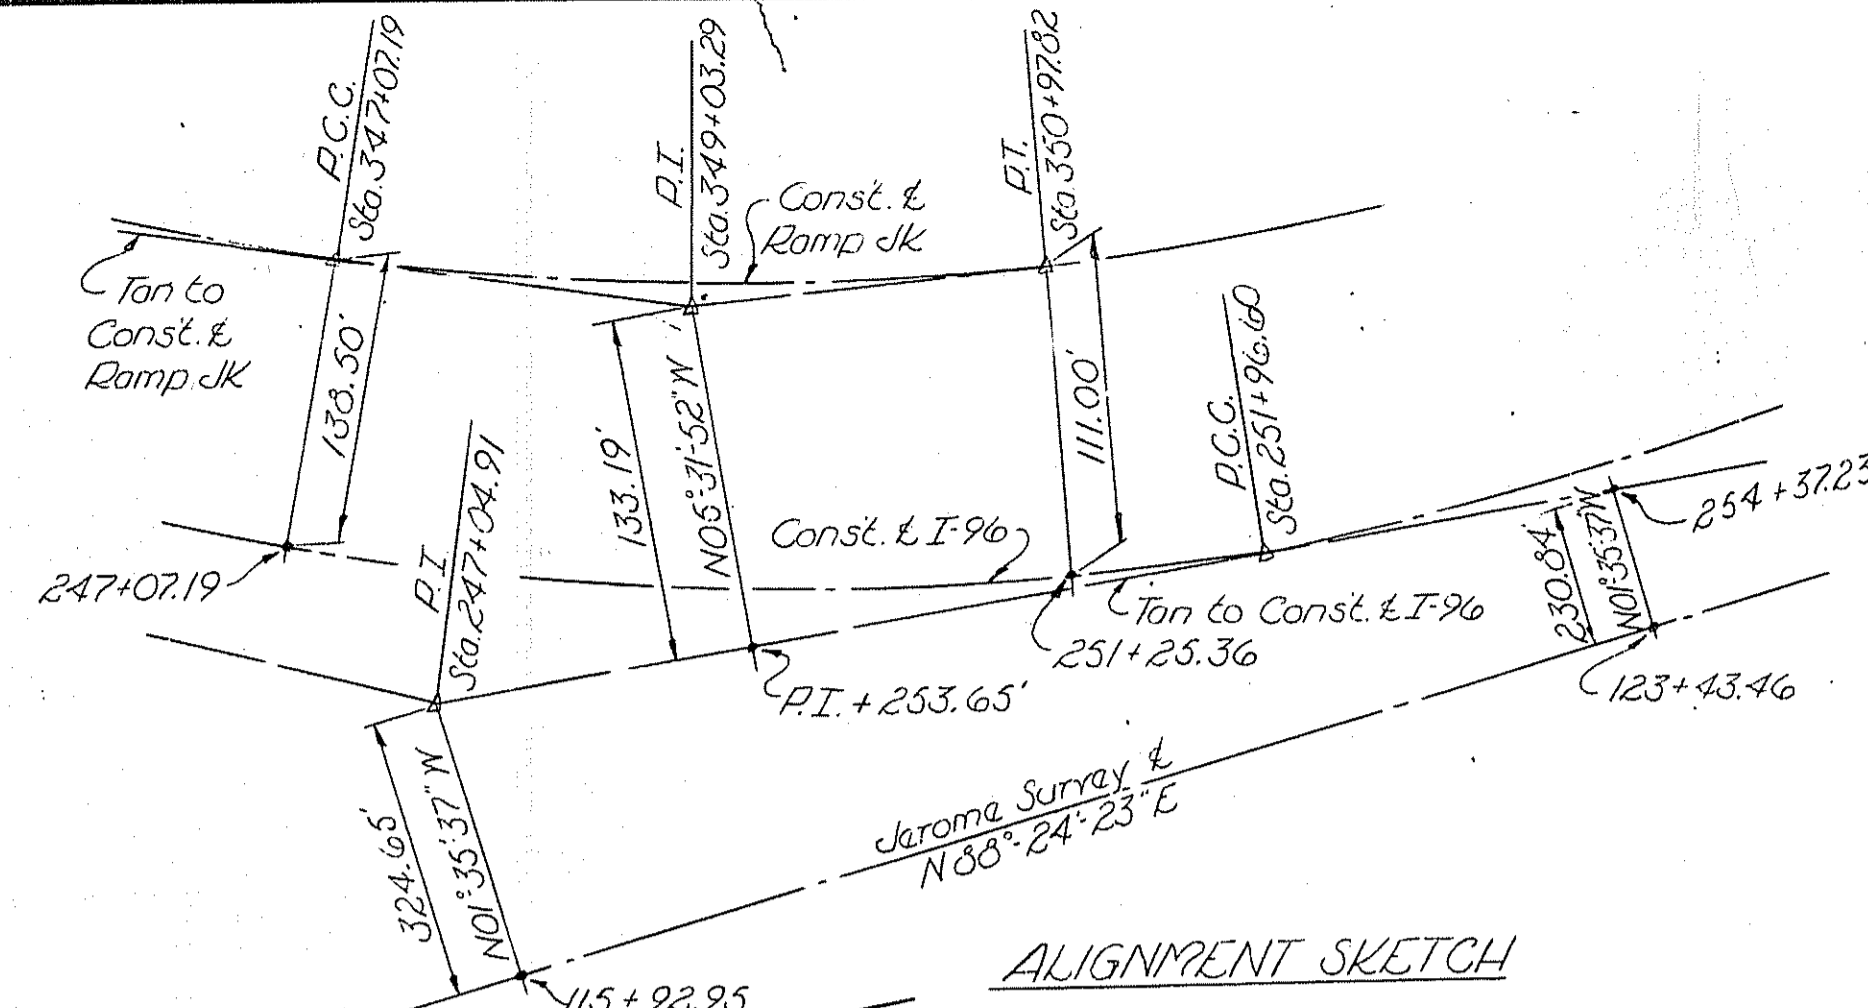 P.C.C.
Sta. 347+07.19
P.I.
Sta. 349+03.29
P.T.
Sta. 350+97.82
Const. ℄
Ramp JK
Tan to
Const. ℄
Ramp JK
138.50'
133.19'
N05°-31'-52" W
111.00'
P.C.C.
Sta. 251+96.60
P.I.
Sta. 247+04.91
247+07.19
Const. ℄ I-96
Tan to Const. ℄ I-96
251+25.36
P.I. + 253.65'
254+37.23
230.84'
N01°-35'-37" W
123+43.46
324.65'
N01°-35'-37" W
Jerome Survey ℄
N 88°-24'-23" E
115+92.95
ALIGNMENT SKETCH